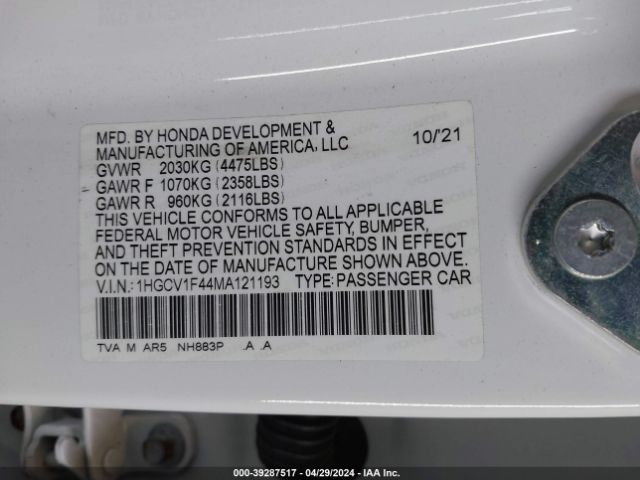 MFD. BY HONDA DEVELOPMENT &
MANUFACTURING OF AMERICA, LLC 10/'21
GVWR 2030KG (4475LBS)
GAWR F 1070KG (2358LBS)
GAWR R 960KG (2116LBS)
THIS VEHICLE CONFORMS TO ALL APPLICABLE
FEDERAL MOTOR VEHICLE SAFETY, BUMPER,
AND THEFT PREVENTION STANDARDS IN EFFECT
ON THE DATE OF MANUFACTURE SHOWN ABOVE.
V.I.N.: 1HGCV1F44MA121193 TYPE: PASSENGER CAR
TVA M AR5 NH883P .A .A
000-39287517 - 04/29/2024 - IAA Inc.